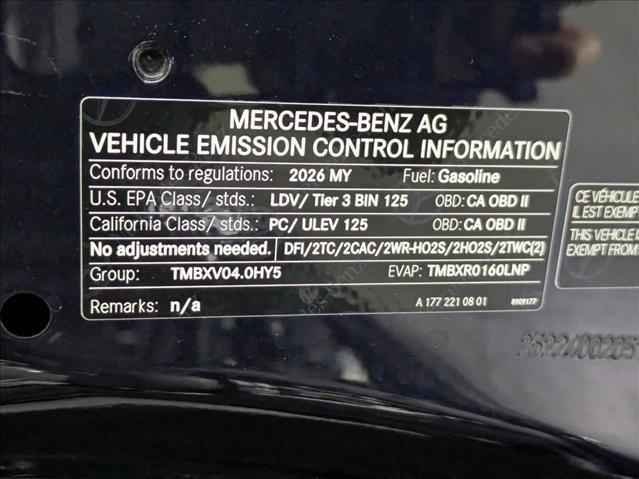 MERCEDES-BENZ AG
VEHICLE EMISSION CONTROL INFORMATION
Conforms to regulations: 2026 MY Fuel: Gasoline
U.S. EPA Class/ stds.: LDV/ Tier 3 BIN 125 OBD: CA OBD II
California Class/ stds.: PC/ ULEV 125 OBD: CA OBD II
No adjustments needed. DFI/2TC/2CAC/2WR-HO2S/2HO2S/2TWC(2)
Group: TMBXV04.0HY5 EVAP: TMBXR0160LNP
Remarks: n/a A 177 221 08 01 8909177
CE VÉHICULE
IL EST EXEMPT
THIS VEHICLE IS
EXEMPT FROM